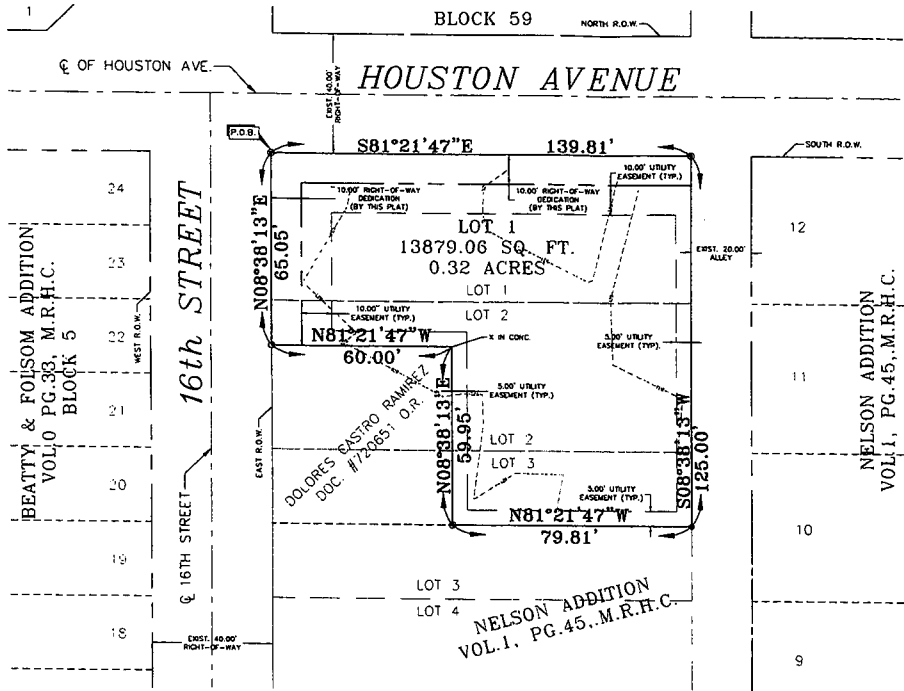 1
BLOCK 59
NORTH R.O.W.
℄ OF HOUSTON AVE.
EXIST. 40.00'
RIGHT-OF-WAY
HOUSTON AVENUE
P.O.B.
S81°21'47"E 139.81'
SOUTH R.O.W.
24
23
22
21
20
19
18
BEATTY & FOLSOM ADDITION
VOL.0 PG.33, M.R.H.C.
BLOCK 5
WEST R.O.W.
16th STREET
℄ 16TH STREET
EAST R.O.W.
EXIST. 40.00'
RIGHT-OF-WAY
N08°38'13"E
65.05'
10.00' RIGHT-OF-WAY
DEDICATION
(BY THIS PLAT)
10.00' RIGHT-OF-WAY
DEDICATION
(BY THIS PLAT)
10.00' UTILITY
EASEMENT (TYP.)
LOT 1
13879.06 SQ. FT.
0.32 ACRES
LOT 1
LOT 2
10.00' UTILITY
EASEMENT (TYP.)
N81°21'47"W
60.00'
X IN CONC.
5.00' UTILITY
EASEMENT (TYP).
EXIST. 20.00'
ALLEY
DOLORES CASTRO RAMIREZ
DOC. #720651 O.R.
N08°38'13"E
59.95'
5.00' UTILITY
EASEMENT (TYP.)
LOT 2
LOT 3
5.00' UTILITY
EASEMENT (TYP.)
S08°38'13"W
125.00'
N81°21'47"W
79.81'
LOT 3
LOT 4
NELSON ADDITION
VOL.1, PG.45,.M.R.H.C.
12
11
10
9
NELSON ADDITION
VOL.1, PG.45,.M.R.H.C.